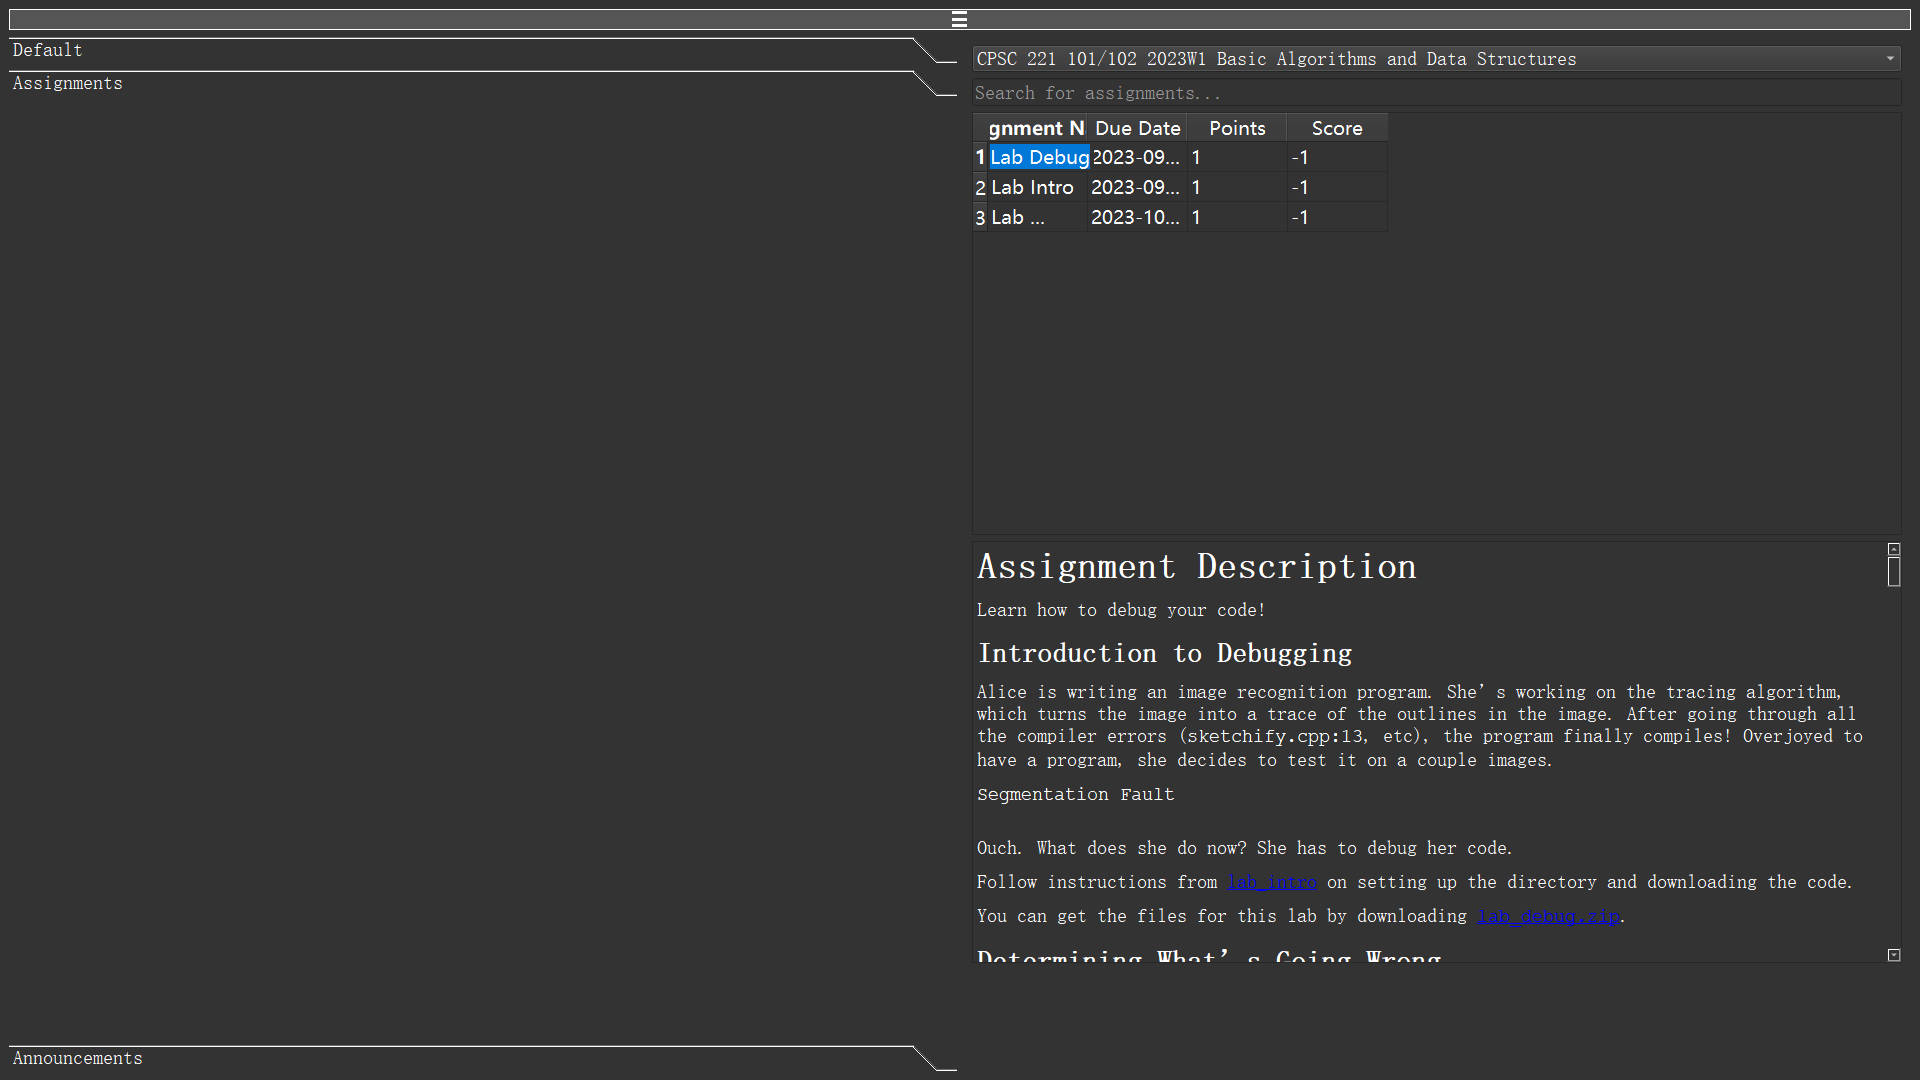 Default
Assignments
Announcements
CPSC 221 101/102 2023W1 Basic Algorithms and Data Structures
Search for assignments...
gnment N Due Date Points Score
1 Lab Debug 2023-09... 1 -1
2 Lab Intro 2023-09... 1 -1
3 Lab ... 2023-10... 1 -1
Assignment Description
Learn how to debug your code!
Introduction to Debugging
Alice is writing an image recognition program. She’s working on the tracing algorithm,
which turns the image into a trace of the outlines in the image. After going through all
the compiler errors (sketchify.cpp:13, etc), the program finally compiles! Overjoyed to
have a program, she decides to test it on a couple images.
Segmentation Fault
Ouch. What does she do now? She has to debug her code.
Follow instructions from lab_intro on setting up the directory and downloading the code.
You can get the files for this lab by downloading lab_debug.zip.
Determining What’s Going Wrong